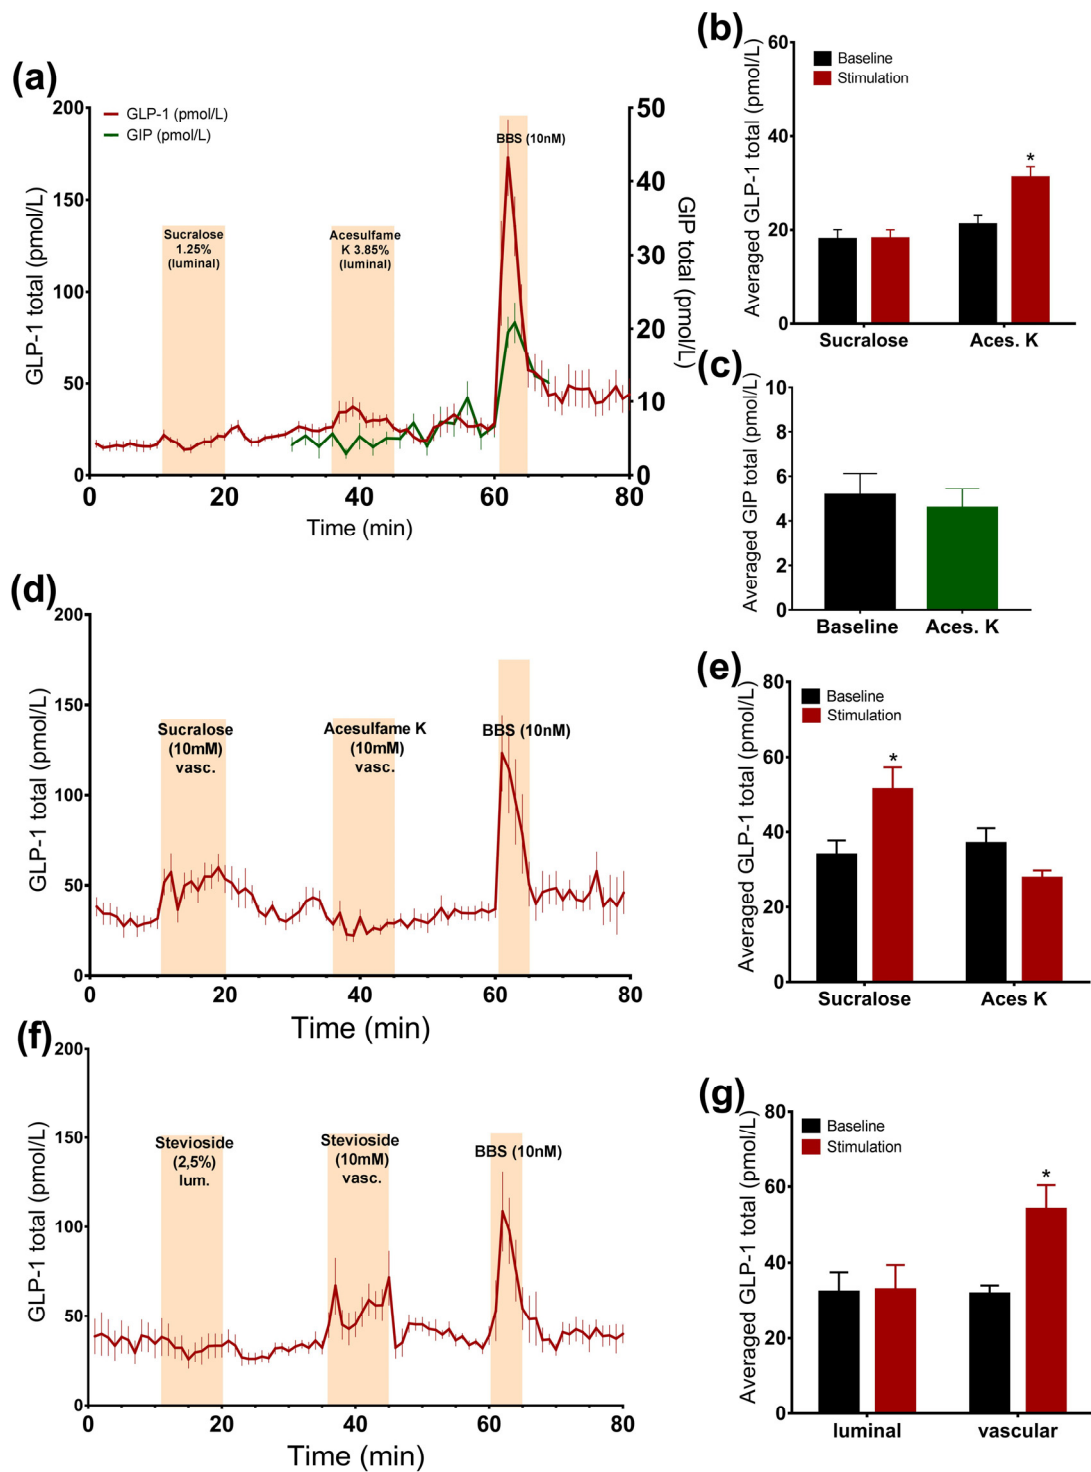 (a)
GLP-1 (pmol/L)
GIP (pmol/L)
GLP-1 total (pmol/L)
200
150
100
50
0
Sucralose
1.25%
(luminal)
Acesulfame
K 3.85%
(luminal)
BBS (10nM)
50
40
30
20
10
0
GIP total (pmol/L)
0
20
40
60
80
Time (min)
(b)
Averaged GLP-1 total (pmol/L)
60
40
20
0
Baseline
Stimulation
*
Sucralose
Aces. K
(c)
Averaged GIP total (pmol/L)
10
8
6
4
2
0
Baseline
Aces. K
(d)
GLP-1 total (pmol/L)
200
150
100
50
0
Sucralose
(10mM)
vasc.
Acesulfame K
(10mM)
vasc.
BBS (10nM)
0
20
40
60
80
Time (min)
(e)
Averaged GLP-1 total (pmol/L)
80
60
40
20
0
Baseline
Stimulation
*
Sucralose
Aces K
(f)
GLP-1 total (pmol/L)
200
150
100
50
0
Stevioside
(2,5%)
lum.
Stevioside
(10mM)
vasc.
BBS (10nM)
0
20
40
60
80
Time (min)
(g)
Averaged GLP-1 total (pmol/L)
80
60
40
20
0
Baseline
Stimulation
*
luminal
vascular